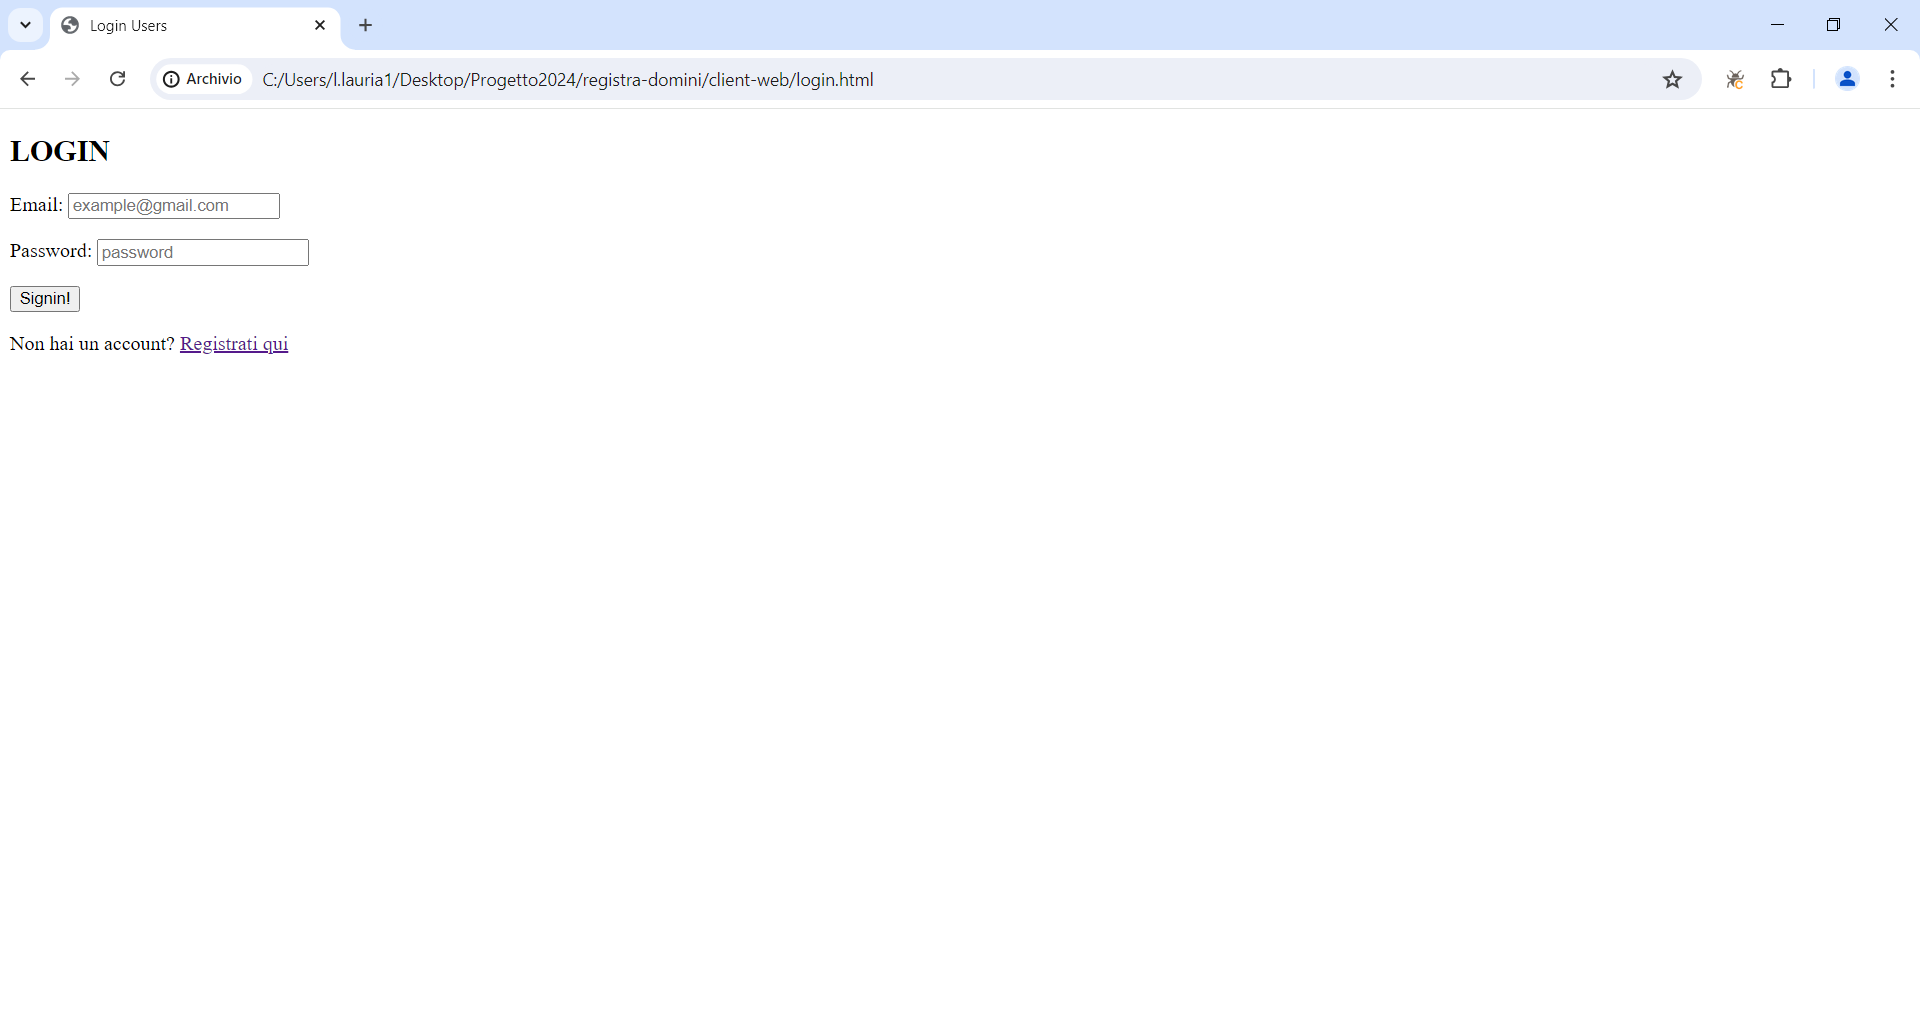 Login Users
Archivio C:/Users/l.lauria1/Desktop/Progetto2024/registra-domini/client-web/login.html
LOGIN
Email: example@gmail.com
Password: password
Signin!
Non hai un account? Registrati qui